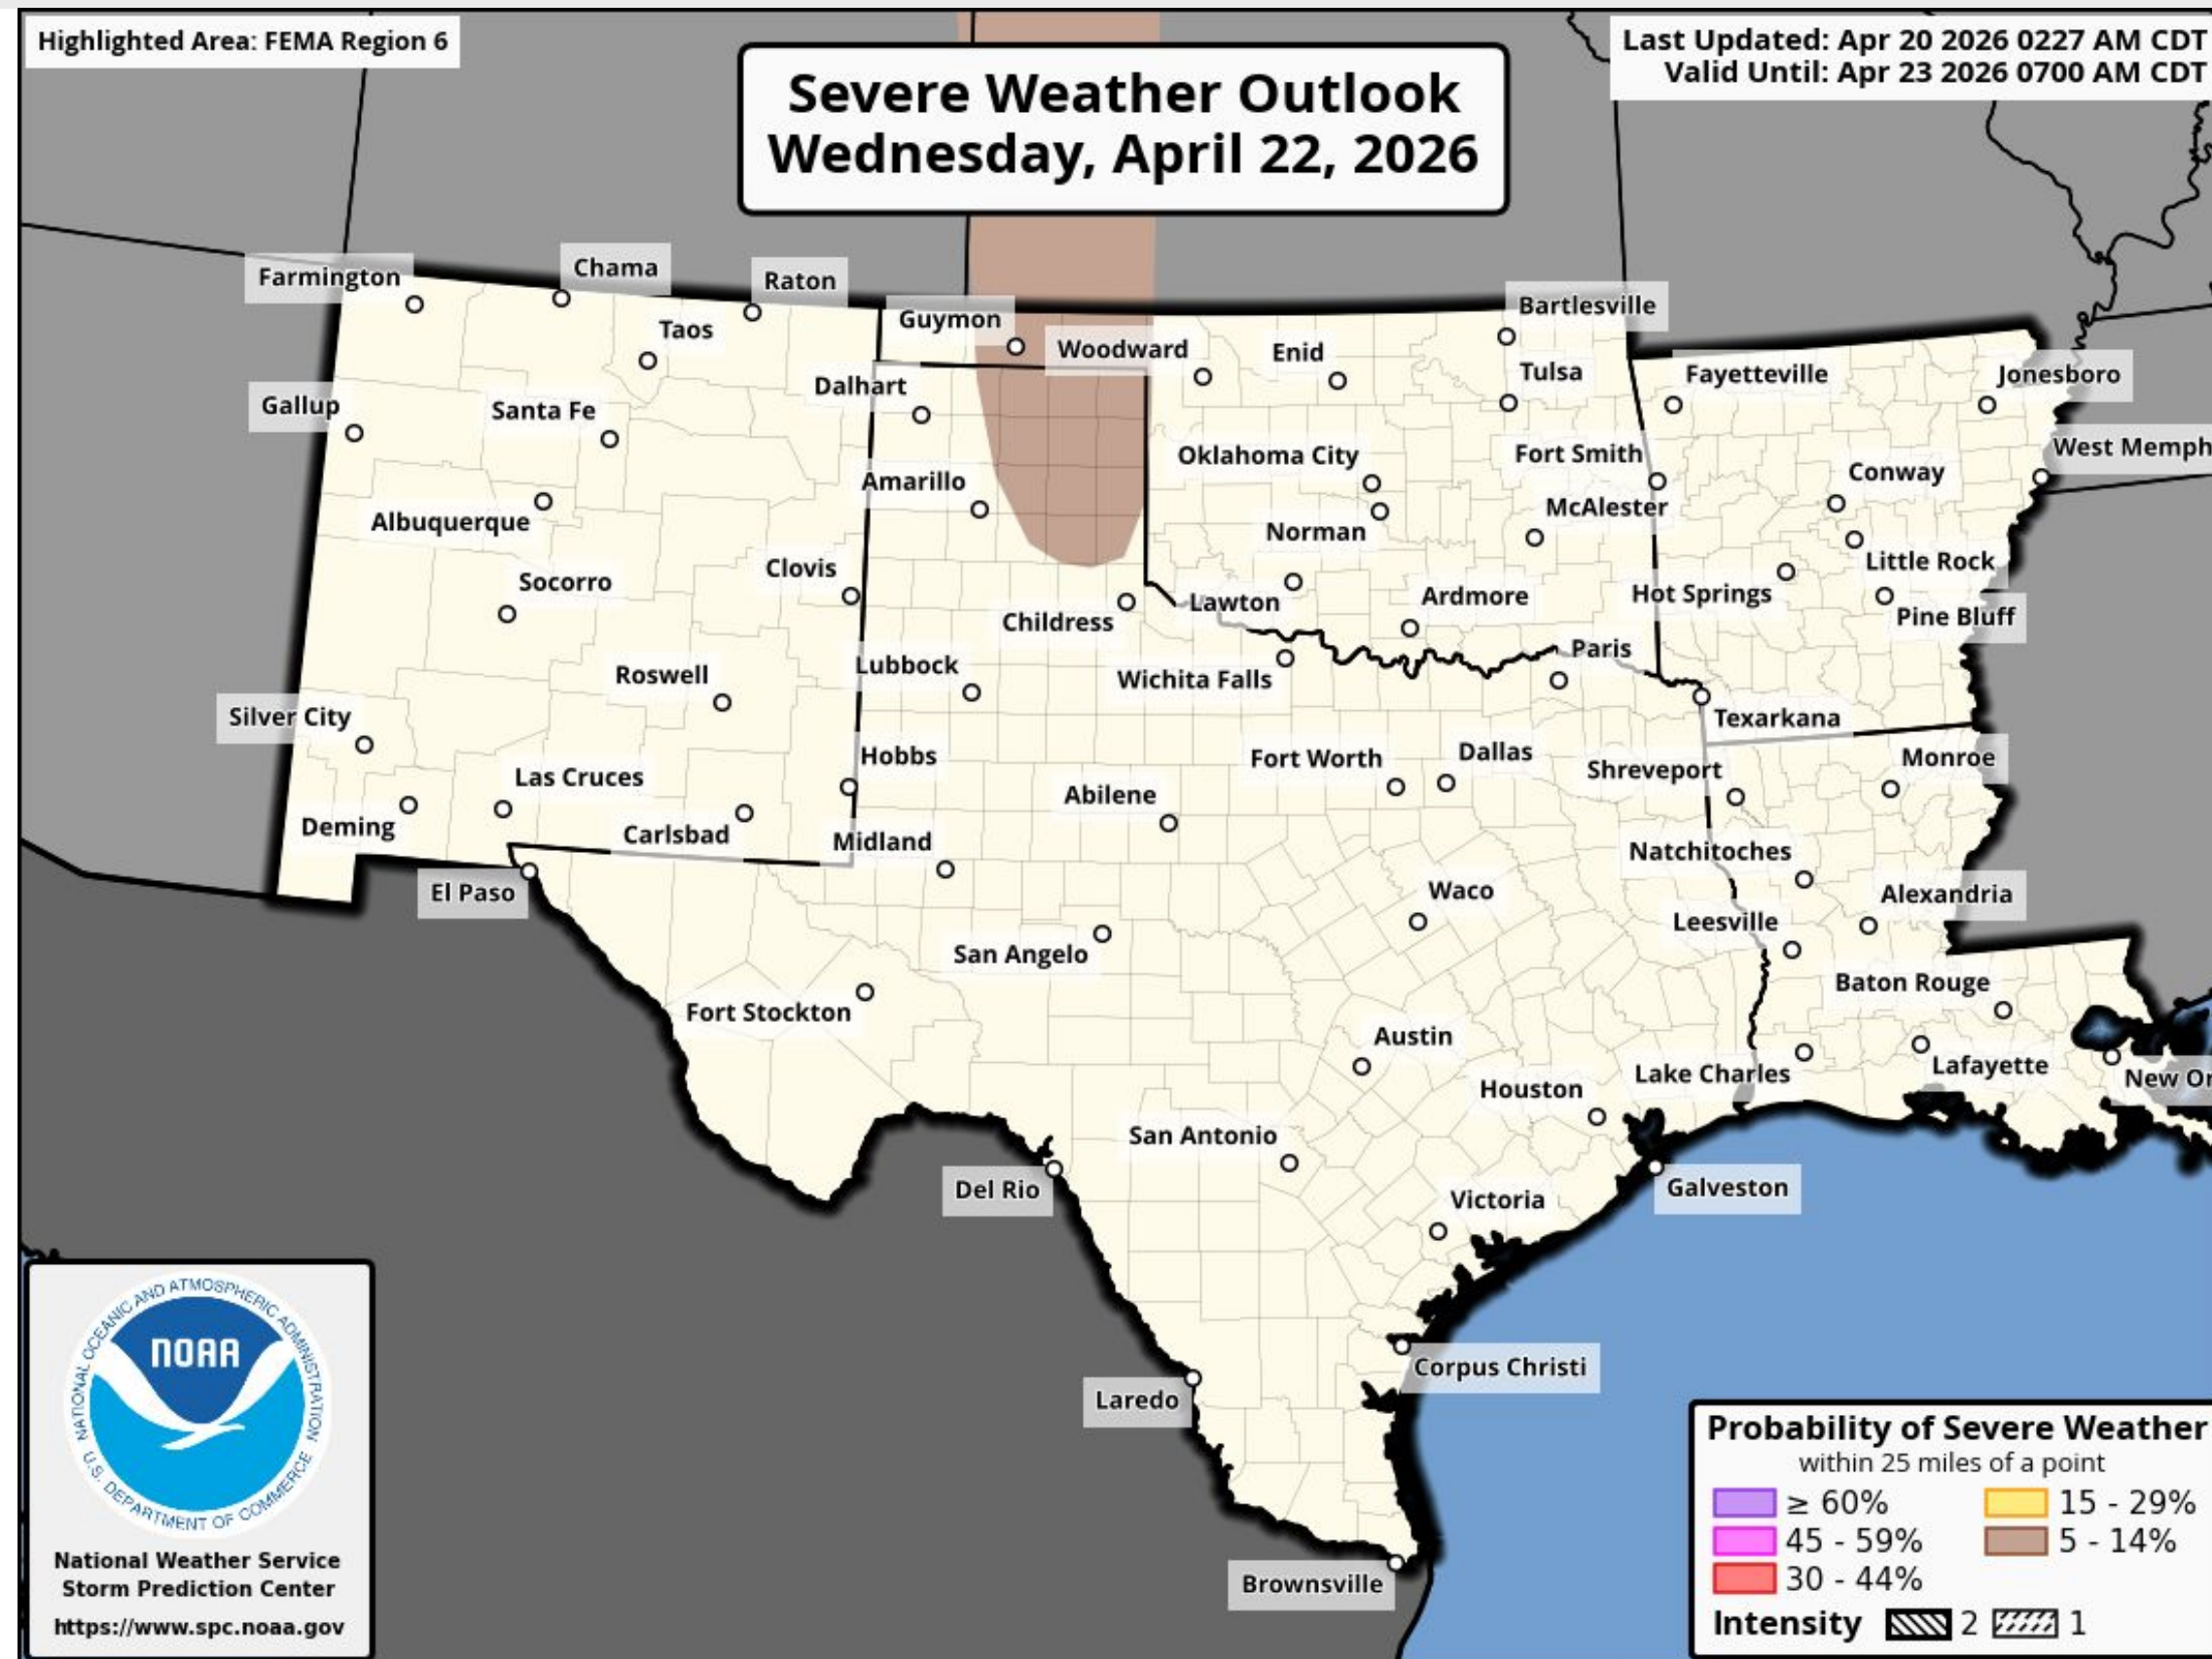 Highlighted Area: FEMA Region 6
Last Updated: Apr 20 2026 0227 AM CDT
Valid Until: Apr 23 2026 0700 AM CDT
Severe Weather Outlook
Wednesday, April 22, 2026
Farmington
Chama
Raton
Taos
Guymon
Woodward
Enid
Bartlesville
Tulsa
Fayetteville
Jonesboro
Gallup
Santa Fe
Dalhart
Amarillo
Oklahoma City
Fort Smith
West Memph
Conway
Albuquerque
Norman
McAlester
Little Rock
Socorro
Clovis
Childress
Lawton
Ardmore
Hot Springs
Pine Bluff
Roswell
Lubbock
Wichita Falls
Paris
Silver City
Texarkana
Las Cruces
Hobbs
Fort Worth
Dallas
Shreveport
Monroe
Deming
Carlsbad
Midland
Abilene
Natchitoches
El Paso
Waco
Alexandria
Leesville
San Angelo
Fort Stockton
Baton Rouge
Austin
Houston
Lake Charles
Lafayette
New Or
San Antonio
Del Rio
Victoria
Galveston
Laredo
Corpus Christi
Brownsville
NATIONAL OCEANIC AND ATMOSPHERIC ADMINISTRATION
NOAA
U.S. DEPARTMENT OF COMMERCE
National Weather Service
Storm Prediction Center
https://www.spc.noaa.gov
Probability of Severe Weather
within 25 miles of a point
≥ 60% 15 - 29%
45 - 59% 5 - 14%
30 - 44%
Intensity 2 1